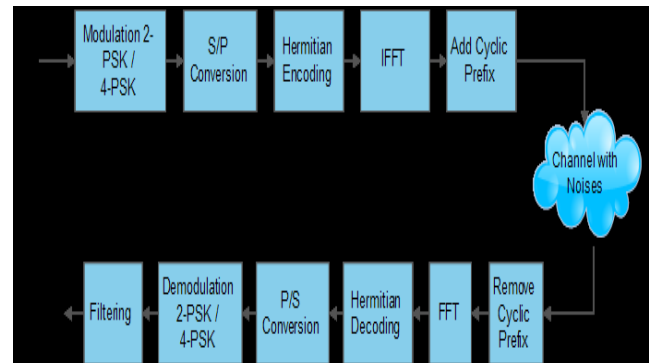 Modulation 2-
PSK /
4-PSK
S/P
Conversion
Hermitian
Encoding
IFFT
Add Cyclic
Prefix
Channel with
Noises
Filtering
Demodulation
2-PSK /
4-PSK
P/S
Conversion
Hermitian
Decoding
FFT
Remove
Cyclic
Prefix